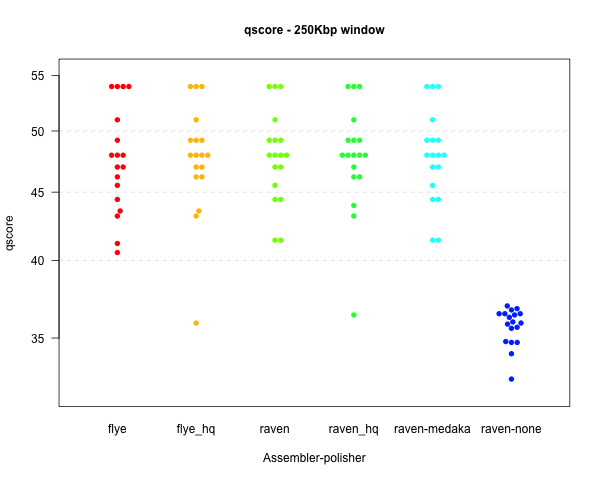 qscore - 250Kbp window
55
50
45
40
35
qscore
flye flye_hq raven raven_hq raven-medaka raven-none
Assembler-polisher